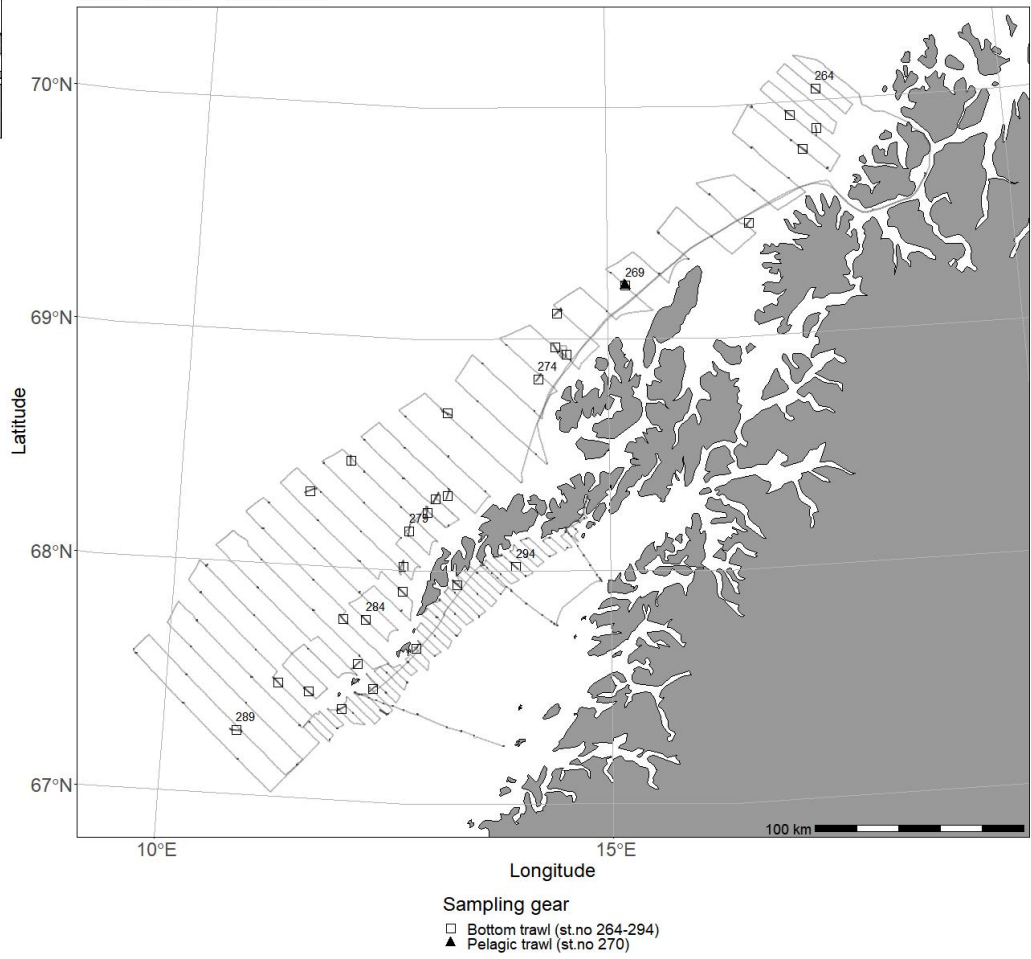 264
70°N
269
69°N
274
279
68°N
294
284
289
67°N
100 km
10°E
15°E
Latitude
Longitude
Sampling gear
Bottom trawl (st.no 264-294)
Pelagic trawl (st.no 270)